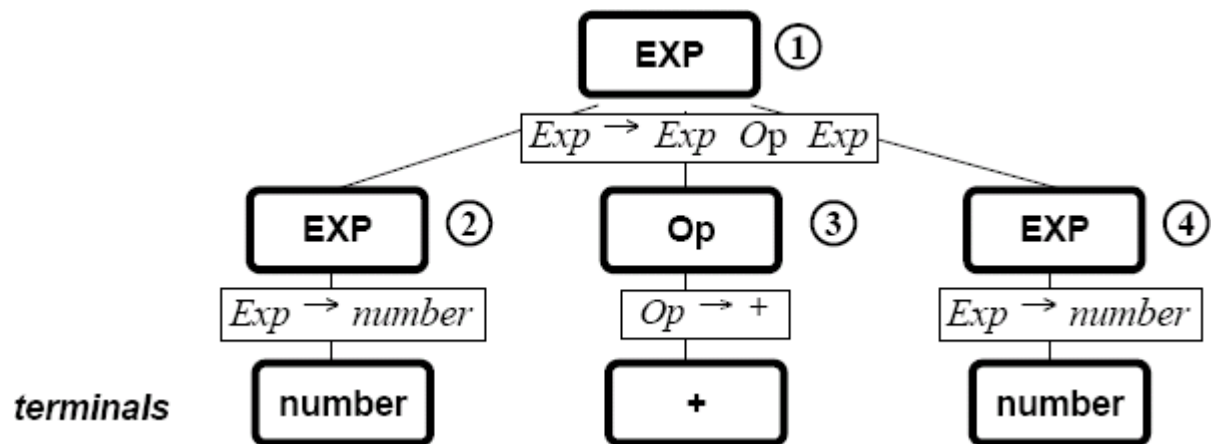 EXP ①
Exp → Exp Op Exp
EXP ② Op ③ EXP ④
Exp → number Op → + Exp → number
terminals number + number